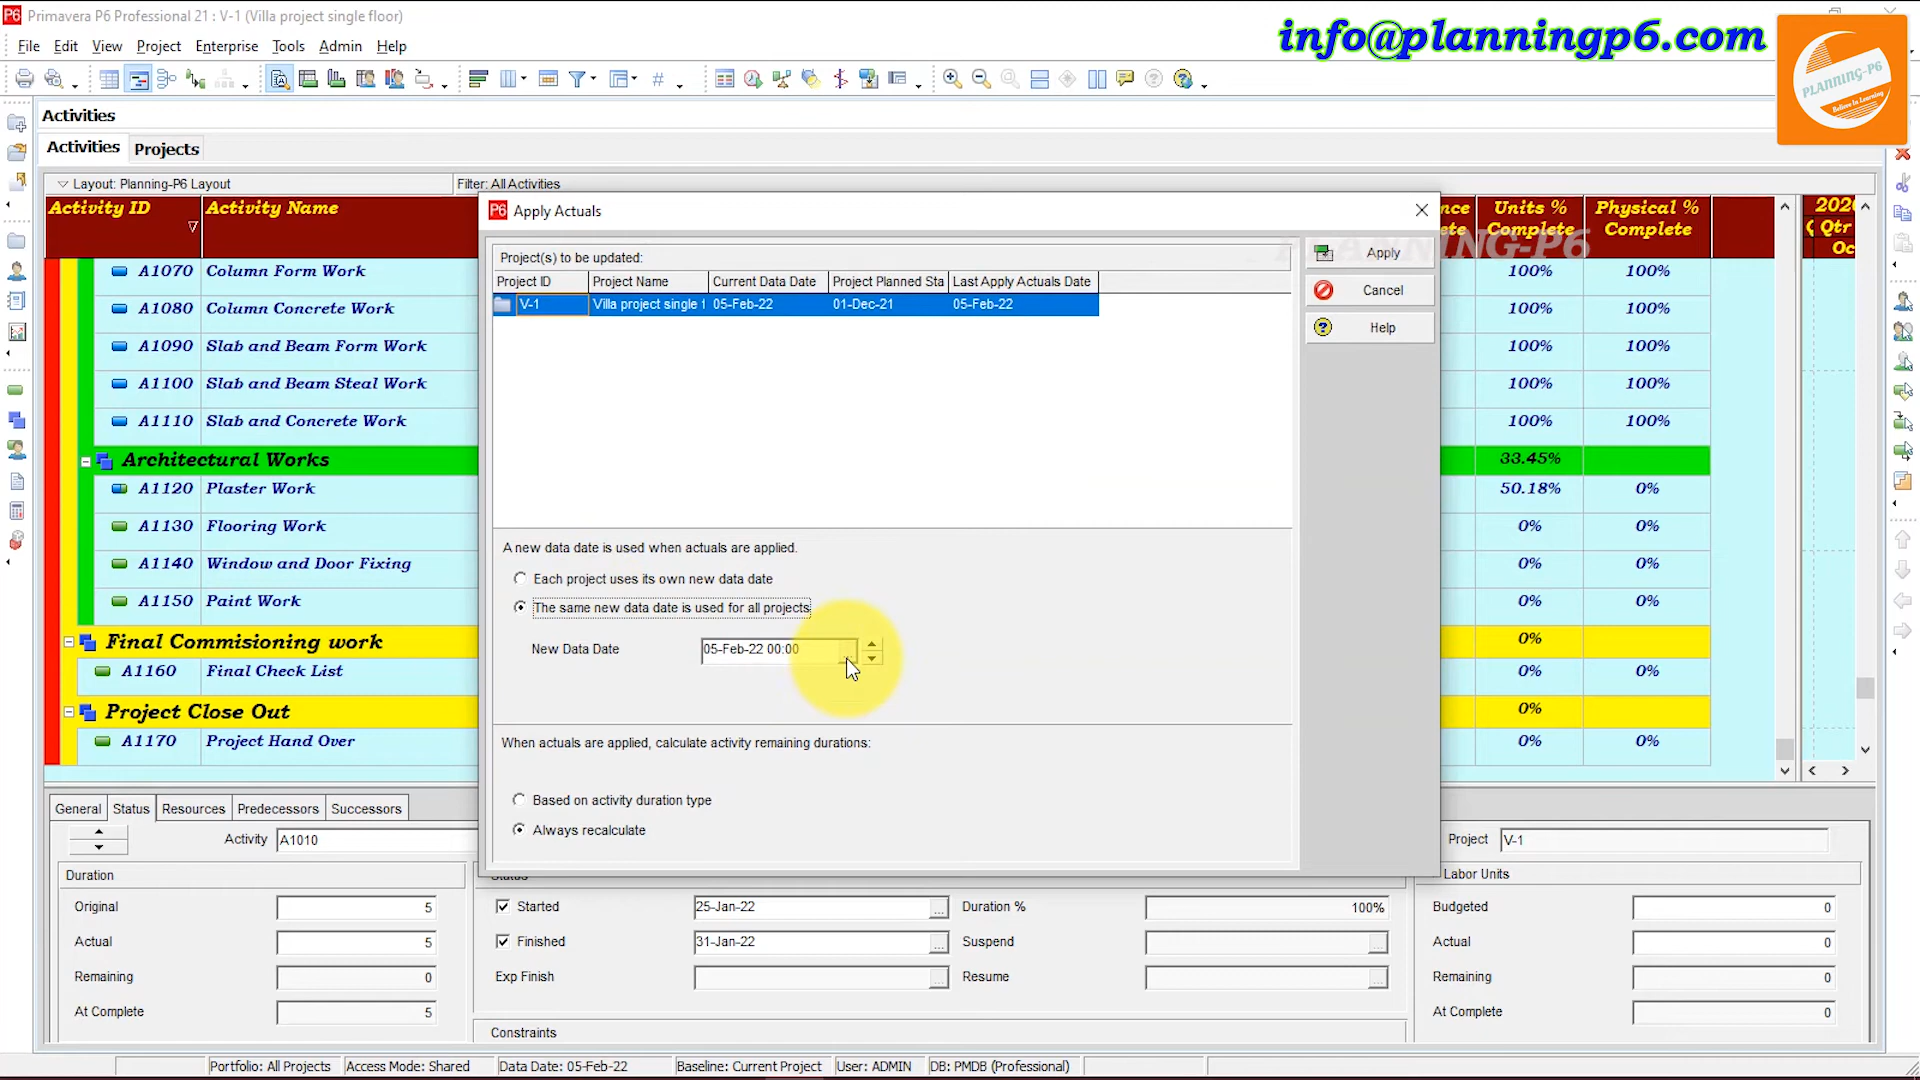 Primavera P6 Professional 21 : V-1 (Villa project single floor)
info@planningp6.com
PLANNING-P6
Believe In Learning
File Edit View Project Enterprise Tools Admin Help
Activities
Activities Projects
Layout: Planning-P6 Layout Filter: All Activities
Activity ID Activity Name Units % Complete Physical % Complete
Qtr
Oc
A1070 Column Form Work 100% 100%
A1080 Column Concrete Work 100% 100%
A1090 Slab and Beam Form Work 100% 100%
A1100 Slab and Beam Steal Work 100% 100%
A1110 Slab and Concrete Work 100% 100%
Architectural Works 33.45%
A1120 Plaster Work 50.18% 0%
A1130 Flooring Work 0% 0%
A1140 Window and Door Fixing 0% 0%
A1150 Paint Work 0% 0%
Final Commisioning work 0%
A1160 Final Check List 0% 0%
Project Close Out 0%
A1170 Project Hand Over 0% 0%
Apply Actuals
Project(s) to be updated:
Project ID Project Name Current Data Date Project Planned Sta Last Apply Actuals Date
V-1 Villa project single f 05-Feb-22 01-Dec-21 05-Feb-22
Apply
Cancel
Help
A new data date is used when actuals are applied.
Each project uses its own new data date
The same new data date is used for all projects
New Data Date 05-Feb-22 00:00
When actuals are applied, calculate activity remaining durations:
Based on activity duration type
Always recalculate
General Status Resources Predecessors Successors
Activity A1010 Project V-1
Duration
Original 5
Actual 5
Remaining 0
At Complete 5
Status
Started 25-Jan-22 Duration % 100%
Finished 31-Jan-22 Suspend
Exp Finish Resume
Constraints
Labor Units
Budgeted 0
Actual 0
Remaining 0
At Complete 0
Portfolio: All Projects Access Mode: Shared Data Date: 05-Feb-22 Baseline: Current Project User: ADMIN DB: PMDB (Professional)